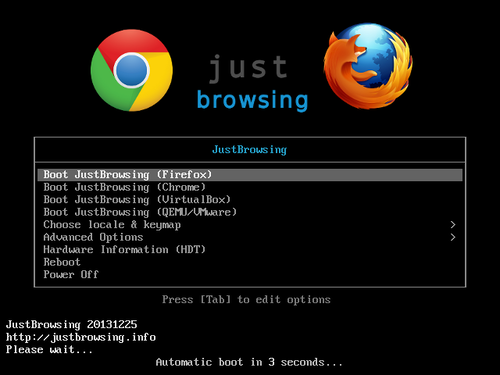 just
browsing
JustBrowsing
Boot JustBrowsing (Firefox)
Boot JustBrowsing (Chrome)
Boot JustBrowsing (VirtualBox)
Boot JustBrowsing (QEMU/VMware)
Choose locale & keymap >
Advanced Options >
Hardware Information (HDT)
Reboot
Power Off
Press [Tab] to edit options
JustBrowsing 20131225
http://justbrowsing.info
Please wait...
Automatic boot in 3 seconds...